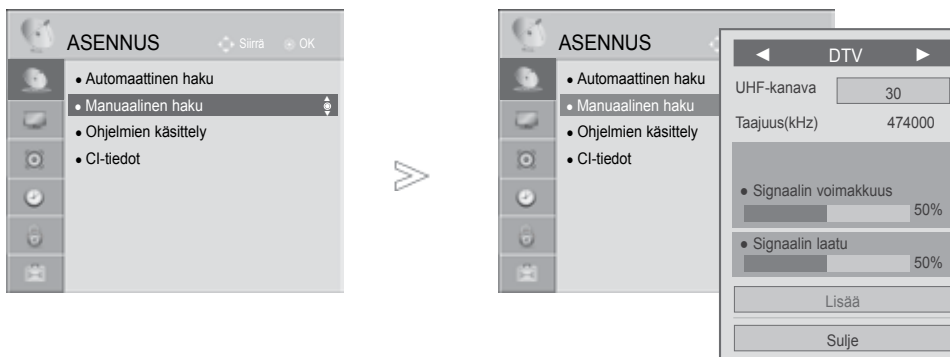 ASENNUS
Siirrä OK
● Automaattinen haku
● Manuaalinen haku
● Ohjelmien käsittely
● CI-tiedot
ASENNUS
● Automaattinen haku
● Manuaalinen haku
● Ohjelmien käsittely
● CI-tiedot
◄ DTV ►
UHF-kanava 30
Taajuus(kHz) 474000
● Signaalin voimakkuus
50%
● Signaalin laatu
50%
Lisää
Sulje